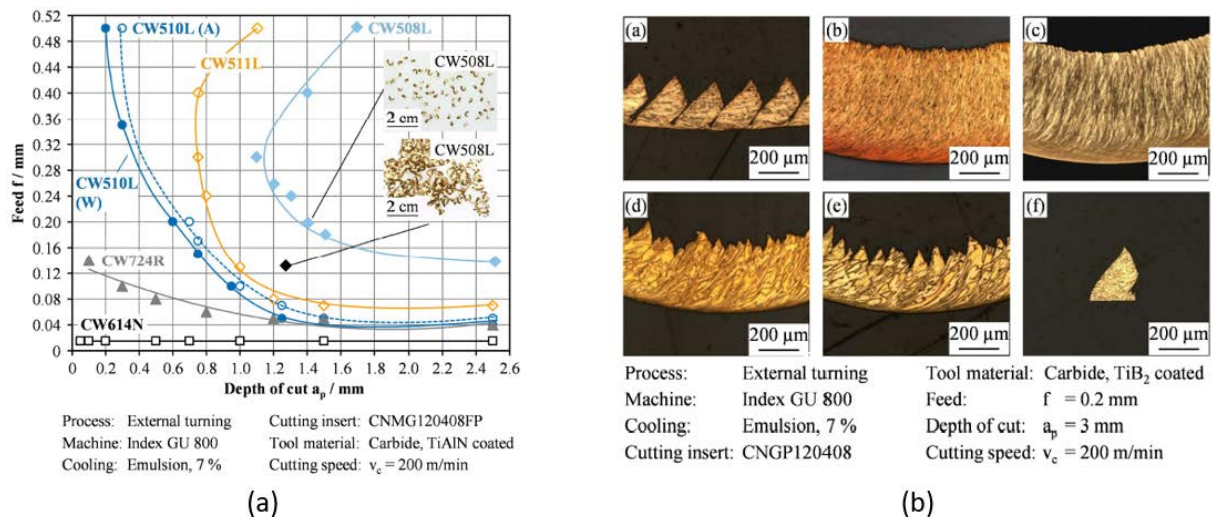 0.52
0.48
0.44
0.40
0.36
0.32
0.28
0.24
0.20
0.16
0.12
0.08
0.04
0
Feed f / mm
CW510L (A)
CW511L
CW508L
CW508L
2 cm
CW508L
2 cm
CW510L
(W)
CW724R
CW614N
0 0.2 0.4 0.6 0.8 1.0 1.2 1.4 1.6 1.8 2.0 2.2 2.4 2.6
Depth of cut aₚ / mm
Process: External turning Cutting insert: CNMG120408FP
Machine: Index GU 800 Tool material: Carbide, TiAlN coated
Cooling: Emulsion, 7 % Cutting speed: v꜀ = 200 m/min
(a)
(a) (b) (c)
200 µm 200 µm 200 µm
(d) (e) (f)
200 µm 200 µm 200 µm
Process: External turning Tool material: Carbide, TiB₂ coated
Machine: Index GU 800 Feed: f = 0.2 mm
Cooling: Emulsion, 7 % Depth of cut: aₚ = 3 mm
Cutting insert: CNGP120408 Cutting speed: v꜀ = 200 m/min
(b)